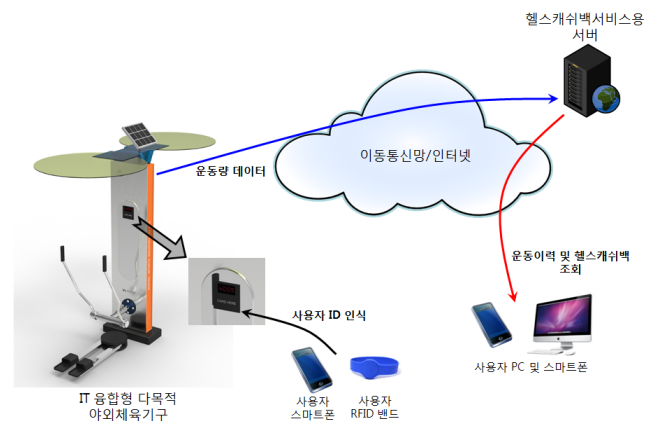 헬스캐쉬백서비스용
서버
이동통신망/인터넷
운동량 데이터
운동이력 및 헬스캐쉬백
조회
사용자 ID 인식
사용자 PC 및 스마트폰
IT 융합형 다목적
야외체육기구
사용자
스마트폰
사용자
RFID 밴드